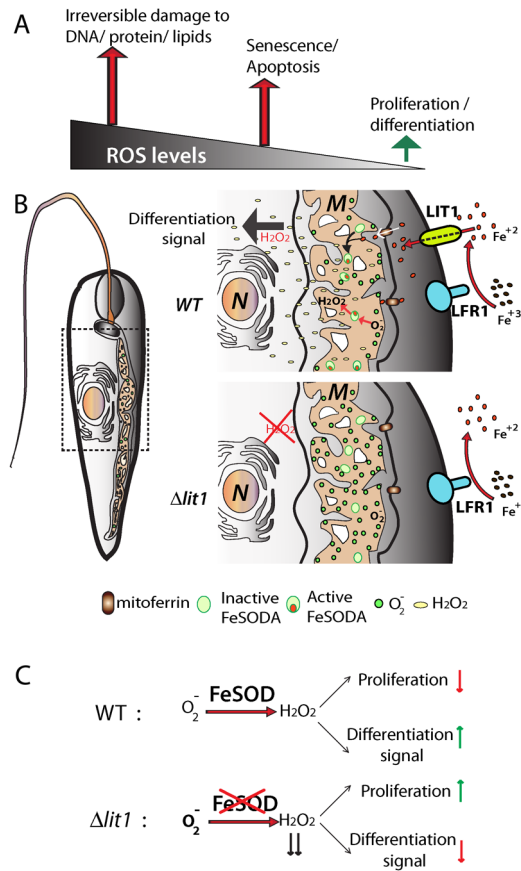 A
Irreversible damage to
DNA/ protein/ lipids
Senescence/
Apoptosis
Proliferation /
differentiation
ROS levels
B
Differentiation
signal
H2O2
M
LIT1
Fe+2
WT
N
H2O2
O2
LFR1
Fe+3
M
H2O2
Fe+2
Δlit1
N
O2
LFR1
Fe+
mitoferrin
Inactive
FeSODA
Active
FeSODA
O2-
H2O2
C
WT :
O2-
FeSOD
H2O2
Proliferation
Differentiation
signal
Δlit1 :
O2-
FeSOD
H2O2
Proliferation
Differentiation
signal